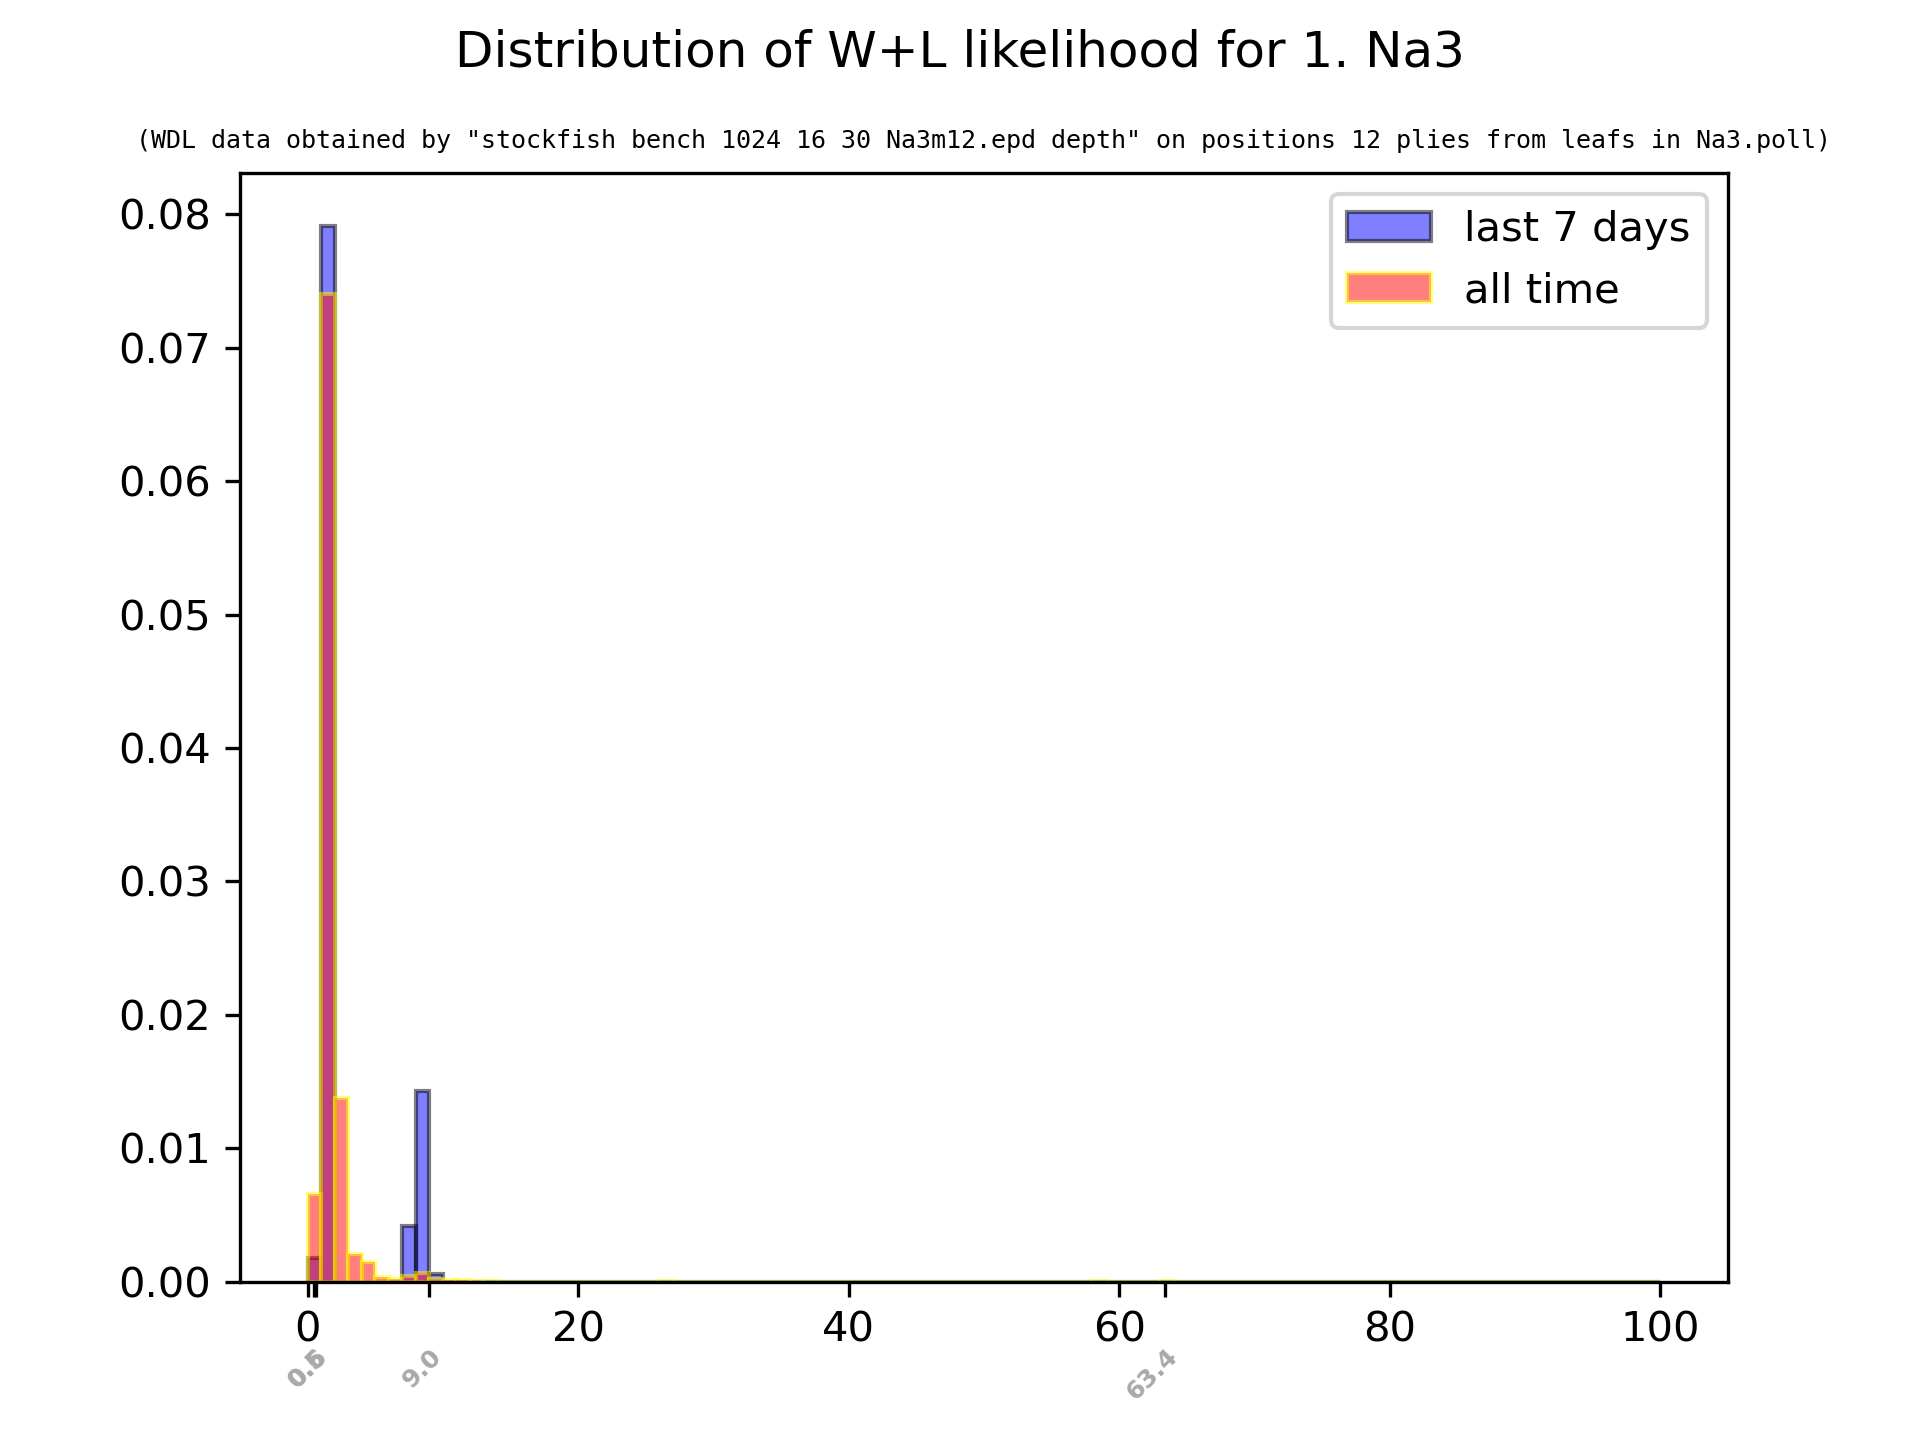 Distribution of W+L likelihood for 1. Na3
(WDL data obtained by "stockfish bench 1024 16 30 Na3m12.epd depth" on positions 12 plies from leafs in Na3.poll)
last 7 days
all time
0.08
0.07
0.06
0.05
0.04
0.03
0.02
0.01
0.00
0 20 40 60 80 100
9.0 63.4